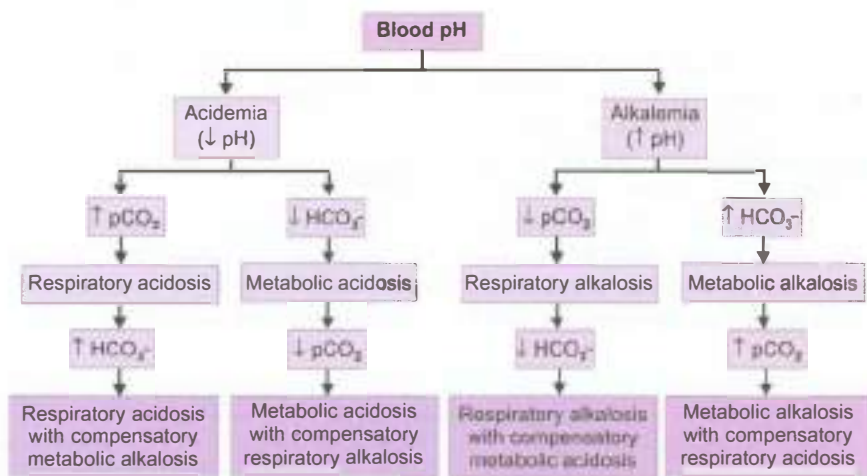 Blood pH
Acidemia
(↓ pH)
Alkalemia
(↑ pH)
↑ pCO₂
↓ HCO₃⁻
↓ pCO₂
↑ HCO₃⁻
Respiratory acidosis
Metabolic acidosis
Respiratory alkalosis
Metabolic alkalosis
↑ HCO₃⁻
↓ pCO₂
↓ HCO₃⁻
↑ pCO₂
Respiratory acidosis
with compensatory
metabolic alkalosis
Metabolic acidosis
with compensatory
respiratory alkalosis
Respiratory alkalosis
with compensatory
metabolic acidosis
Metabolic alkalosis
with compensatory
respiratory acidosis